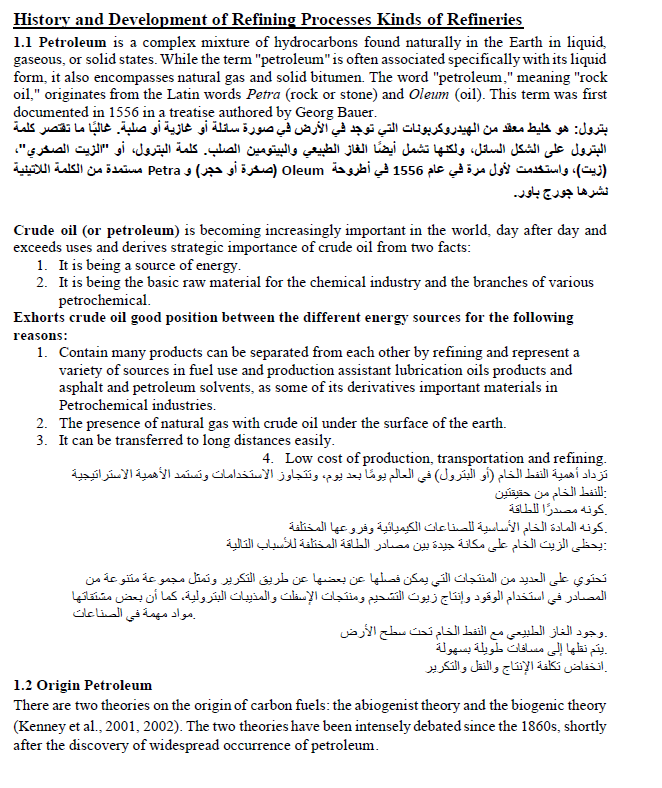 History and Development of Refining Processes Kinds of Refineries
1.1 Petroleum is a complex mixture of hydrocarbons found naturally in the Earth in liquid,
gaseous, or solid states. While the term "petroleum" is often associated specifically with its liquid
form, it also encompasses natural gas and solid bitumen. The word "petroleum," meaning "rock
oil," originates from the Latin words Petra (rock or stone) and Oleum (oil). This term was first
documented in 1556 in a treatise authored by Georg Bauer.
بترول: هو خليط معقد من الهيدروكربونات التي توجد في الأرض في صورة سائلة أو غازية أو صلبة. غالبًا ما تقتصر كلمة
البترول على الشكل السائل، ولكنها تشمل أيضًا الغاز الطبيعي والبيتومين الصلب. كلمة البترول، أو "الزيت الصخري"،
مستمدة من الكلمة اللاتينية Petra (صخرة أو حجر) و Oleum (زيت)، واستخدمت لأول مرة في عام 1556 في أطروحة
نشرها جورج باور.
Crude oil (or petroleum) is becoming increasingly important in the world, day after day and
exceeds uses and derives strategic importance of crude oil from two facts:
1. It is being a source of energy.
2. It is being the basic raw material for the chemical industry and the branches of various
petrochemical.
Exhorts crude oil good position between the different energy sources for the following
reasons:
1. Contain many products can be separated from each other by refining and represent a
variety of sources in fuel use and production assistant lubrication oils products and
asphalt and petroleum solvents, as some of its derivatives important materials in
Petrochemical industries.
2. The presence of natural gas with crude oil under the surface of the earth.
3. It can be transferred to long distances easily.
4. Low cost of production, transportation and refining.
تزداد أهمية النفط الخام (أو البترول) في العالم يومًا بعد يوم، وتتجاوز الاستخدامات وتستمد الأهمية الاستراتيجية
:للنفط الخام من حقيقتين
.كونه مصدرًا للطاقة
.كونه المادة الخام الأساسية للصناعات الكيميائية وفروعها المختلفة
:يحظى الزيت الخام على مكانة جيدة بين مصادر الطاقة المختلفة للأسباب التالية
تحتوي على العديد من المنتجات التي يمكن فصلها عن بعضها عن طريق التكرير وتمثل مجموعة متنوعة من
المصادر في استخدام الوقود وإنتاج زيوت التشحيم ومنتجات الإسفلت والمذيبات البترولية، كما أن بعض مشتقاتها
.مواد مهمة في الصناعات
.وجود الغاز الطبيعي مع النفط الخام تحت سطح الأرض
.يتم نقلها إلى مسافات طويلة بسهولة
.انخفاض تكلفة الإنتاج والنقل والتكرير
1.2 Origin Petroleum
There are two theories on the origin of carbon fuels: the abiogenist theory and the biogenic theory
(Kenney et al., 2001, 2002). The two theories have been intensely debated since the 1860s, shortly
after the discovery of widespread occurrence of petroleum.